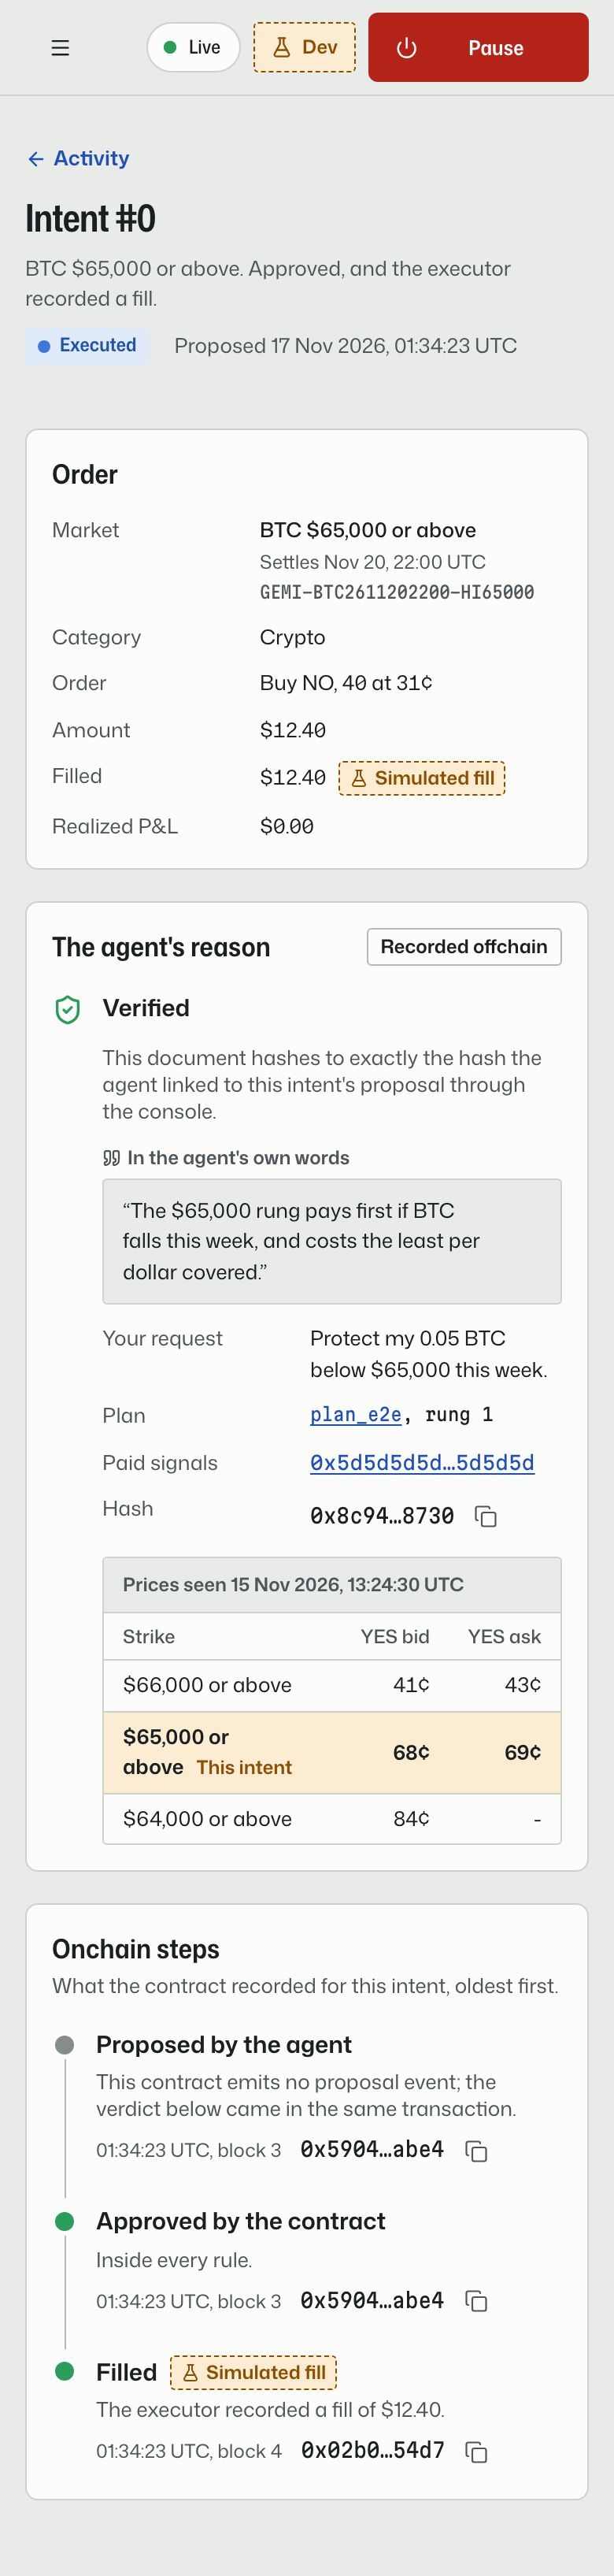 Live
Dev
Pause
Activity
Intent #0
BTC $65,000 or above. Approved, and the executor
recorded a fill.
Executed
Proposed 17 Nov 2026, 01:34:23 UTC
Order
Market
BTC $65,000 or above
Settles Nov 20, 22:00 UTC
GEMI-BTC2611202200-HI65000
Category
Crypto
Order
Buy NO, 40 at 31¢
Amount
$12.40
Filled
$12.40
Simulated fill
Realized P&L
$0.00
The agent's reason
Recorded offchain
Verified
This document hashes to exactly the hash the
agent linked to this intent's proposal through
the console.
In the agent's own words
“The $65,000 rung pays first if BTC
falls this week, and costs the least per
dollar covered.”
Your request
Protect my 0.05 BTC
below $65,000 this week.
Plan
plan_e2e, rung 1
Paid signals
0x5d5d5d5d…5d5d5d
Hash
0x8c94…8730
Prices seen 15 Nov 2026, 13:24:30 UTC
Strike YES bid YES ask
$66,000 or above 41¢ 43¢
$65,000 or
above This intent 68¢ 69¢
$64,000 or above 84¢ -
Onchain steps
What the contract recorded for this intent, oldest first.
Proposed by the agent
This contract emits no proposal event; the
verdict below came in the same transaction.
01:34:23 UTC, block 3 0x5904…abe4
Approved by the contract
Inside every rule.
01:34:23 UTC, block 3 0x5904…abe4
Filled
Simulated fill
The executor recorded a fill of $12.40.
01:34:23 UTC, block 4 0x02b0…54d7